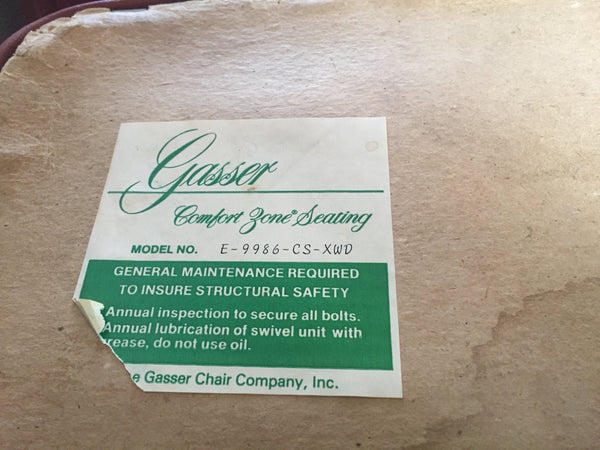 Gasser
Comfort Zone® Seating
MODEL NO. E-9986-CS-XWD
GENERAL MAINTENANCE REQUIRED
TO INSURE STRUCTURAL SAFETY
Annual inspection to secure all bolts.
Annual lubrication of swivel unit with
rease, do not use oil.
e Gasser Chair Company, Inc.